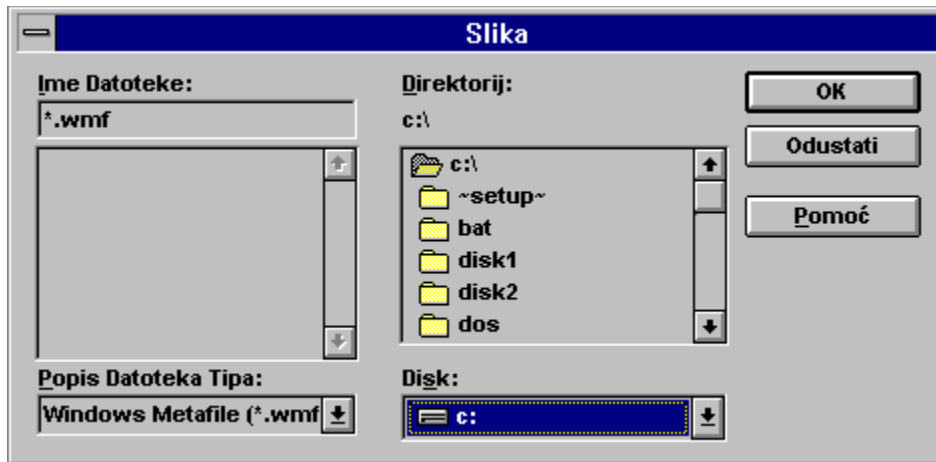 Slika
Ime Datoteke:
*.wmf
Popis Datoteka Tipa:
Windows Metafile (*.wmf
Direktorij:
c:\
c:\
~setup~
bat
disk1
disk2
dos
Disk:
c:
OK
Odustati
Pomoć